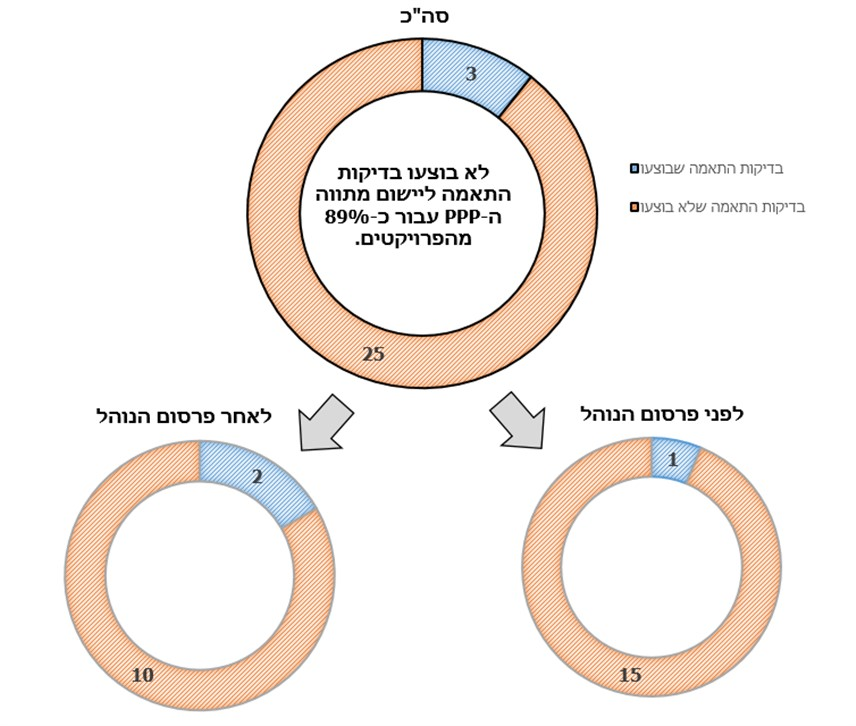 סה"כ
3
לא בוצעו בדיקות
התאמה ליישום מתווה
ה-PPP עבור כ-89%
מהפרויקטים.
25
בדיקות התאמה שבוצעו
בדיקות התאמה שלא בוצעו
לפני פרסום הנוהל
1
15
לאחר פרסום הנוהל
2
10